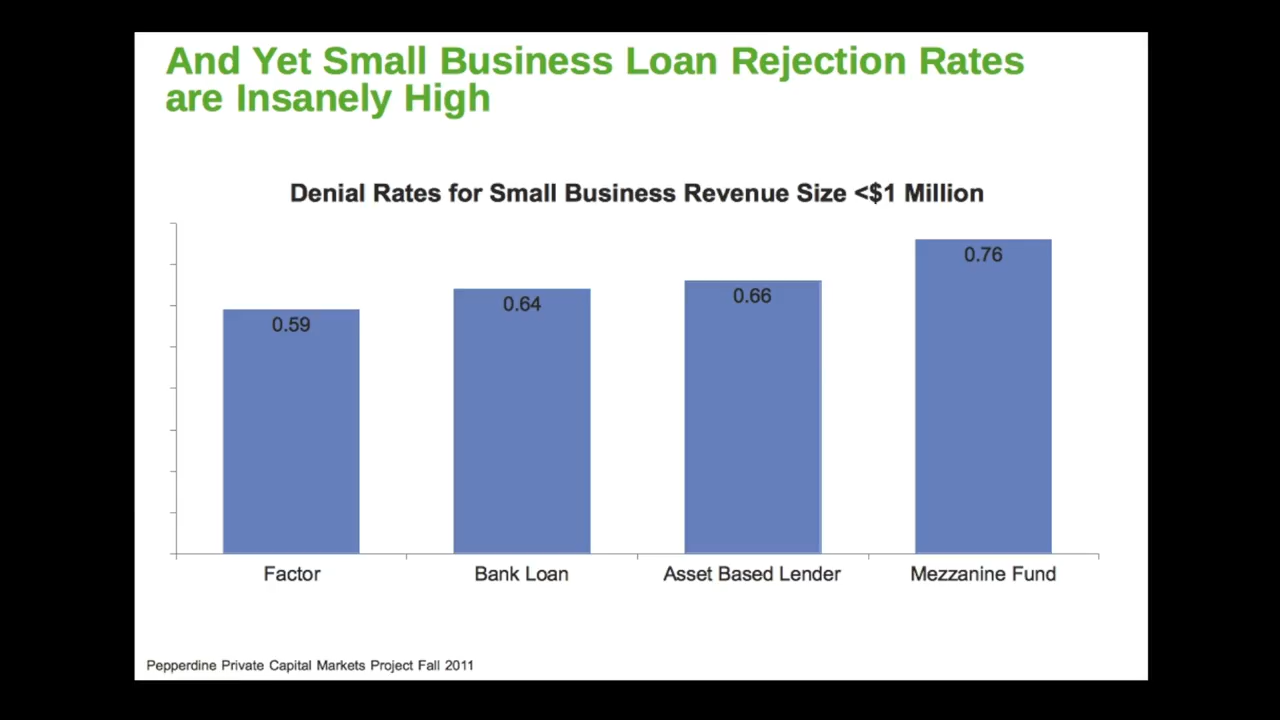 And Yet Small Business Loan Rejection Rates
are Insanely High
Denial Rates for Small Business Revenue Size <$1 Million
0.59
0.64
0.66
0.76
Factor
Bank Loan
Asset Based Lender
Mezzanine Fund
Pepperdine Private Capital Markets Project Fall 2011